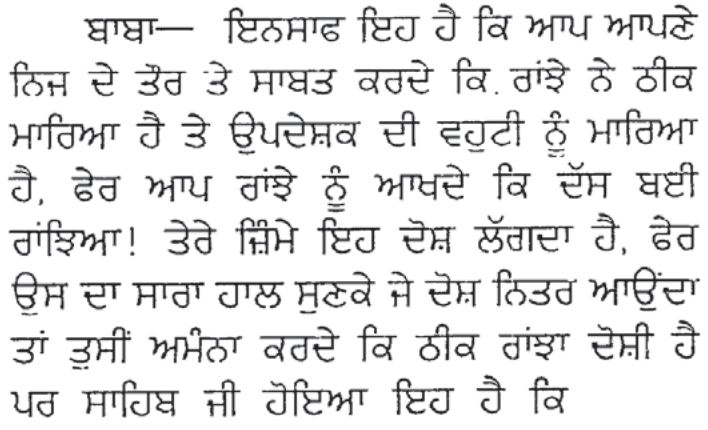 ਬਾਬਾ— ਇਨਸਾਫ ਇਹ ਹੈ ਕਿ ਆਪ ਆਪਣੇ
ਨਿਜ ਦੇ ਤੌਰ ਤੇ ਸਾਬਤ ਕਰਦੇ ਕਿ. ਰਾਂਝੇ ਨੇ ਠੀਕ
ਮਾਰਿਆ ਹੈ ਤੇ ਉਪਦੇਸ਼ਕ ਦੀ ਵਹੁਟੀ ਨੂੰ ਮਾਰਿਆ
ਹੈ, ਫੇਰ ਆਪ ਰਾਂਝੇ ਨੂੰ ਆਖਦੇ ਕਿ ਦੱਸ ਬਈ
ਰਾਂਝਿਆ! ਤੇਰੇ ਜ਼ਿੰਮੇ ਇਹ ਦੋਸ਼ ਲੱਗਦਾ ਹੈ, ਫੇਰ
ਉਸ ਦਾ ਸਾਰਾ ਹਾਲ ਸੁਣਕੇ ਜੇ ਦੋਸ਼ ਨਿਤਰ ਆਉਂਦਾ
ਤਾਂ ਤੁਸੀਂ ਅਮੰਨਾ ਕਰਦੇ ਕਿ ਠੀਕ ਰਾਂਝਾ ਦੋਸ਼ੀ ਹੈ
ਪਰ ਸਾਹਿਬ ਜੀ ਹੋਇਆ ਇਹ ਹੈ ਕਿ